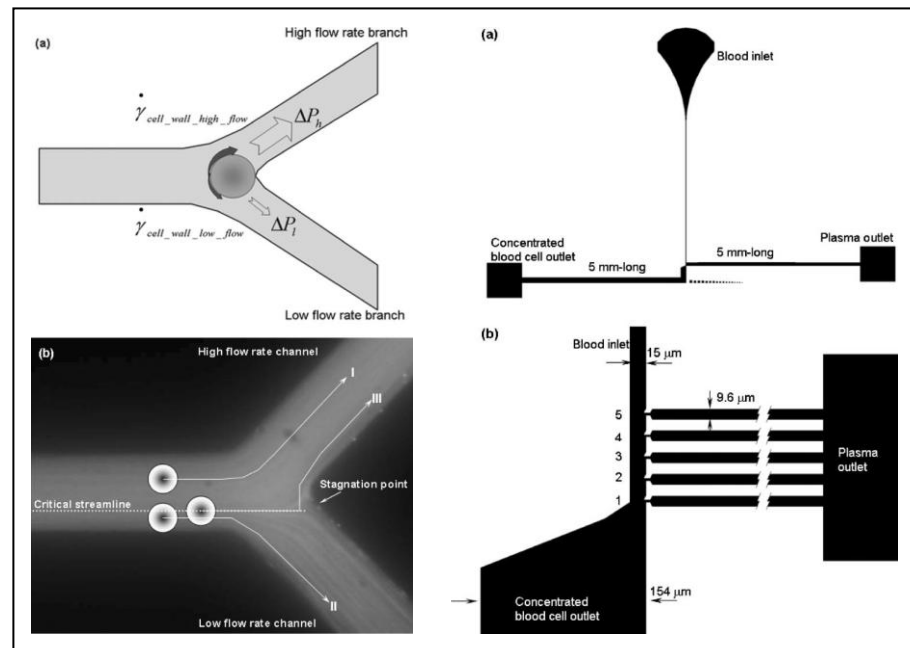 (a)
High flow rate branch
γ̇cell_wall_high_flow
ΔPh
γ̇cell_wall_low_flow
ΔPl
Low flow rate branch
(b)
High flow rate channel
I
III
Stagnation point
Critical streamline
II
Low flow rate channel
(a)
Blood inlet
Concentrated
blood cell outlet
5 mm-long
5 mm-long
Plasma outlet
(b)
Blood inlet
15 μm
9.6 μm
5
4
3
2
1
Plasma
outlet
154 μm
Concentrated
blood cell outlet